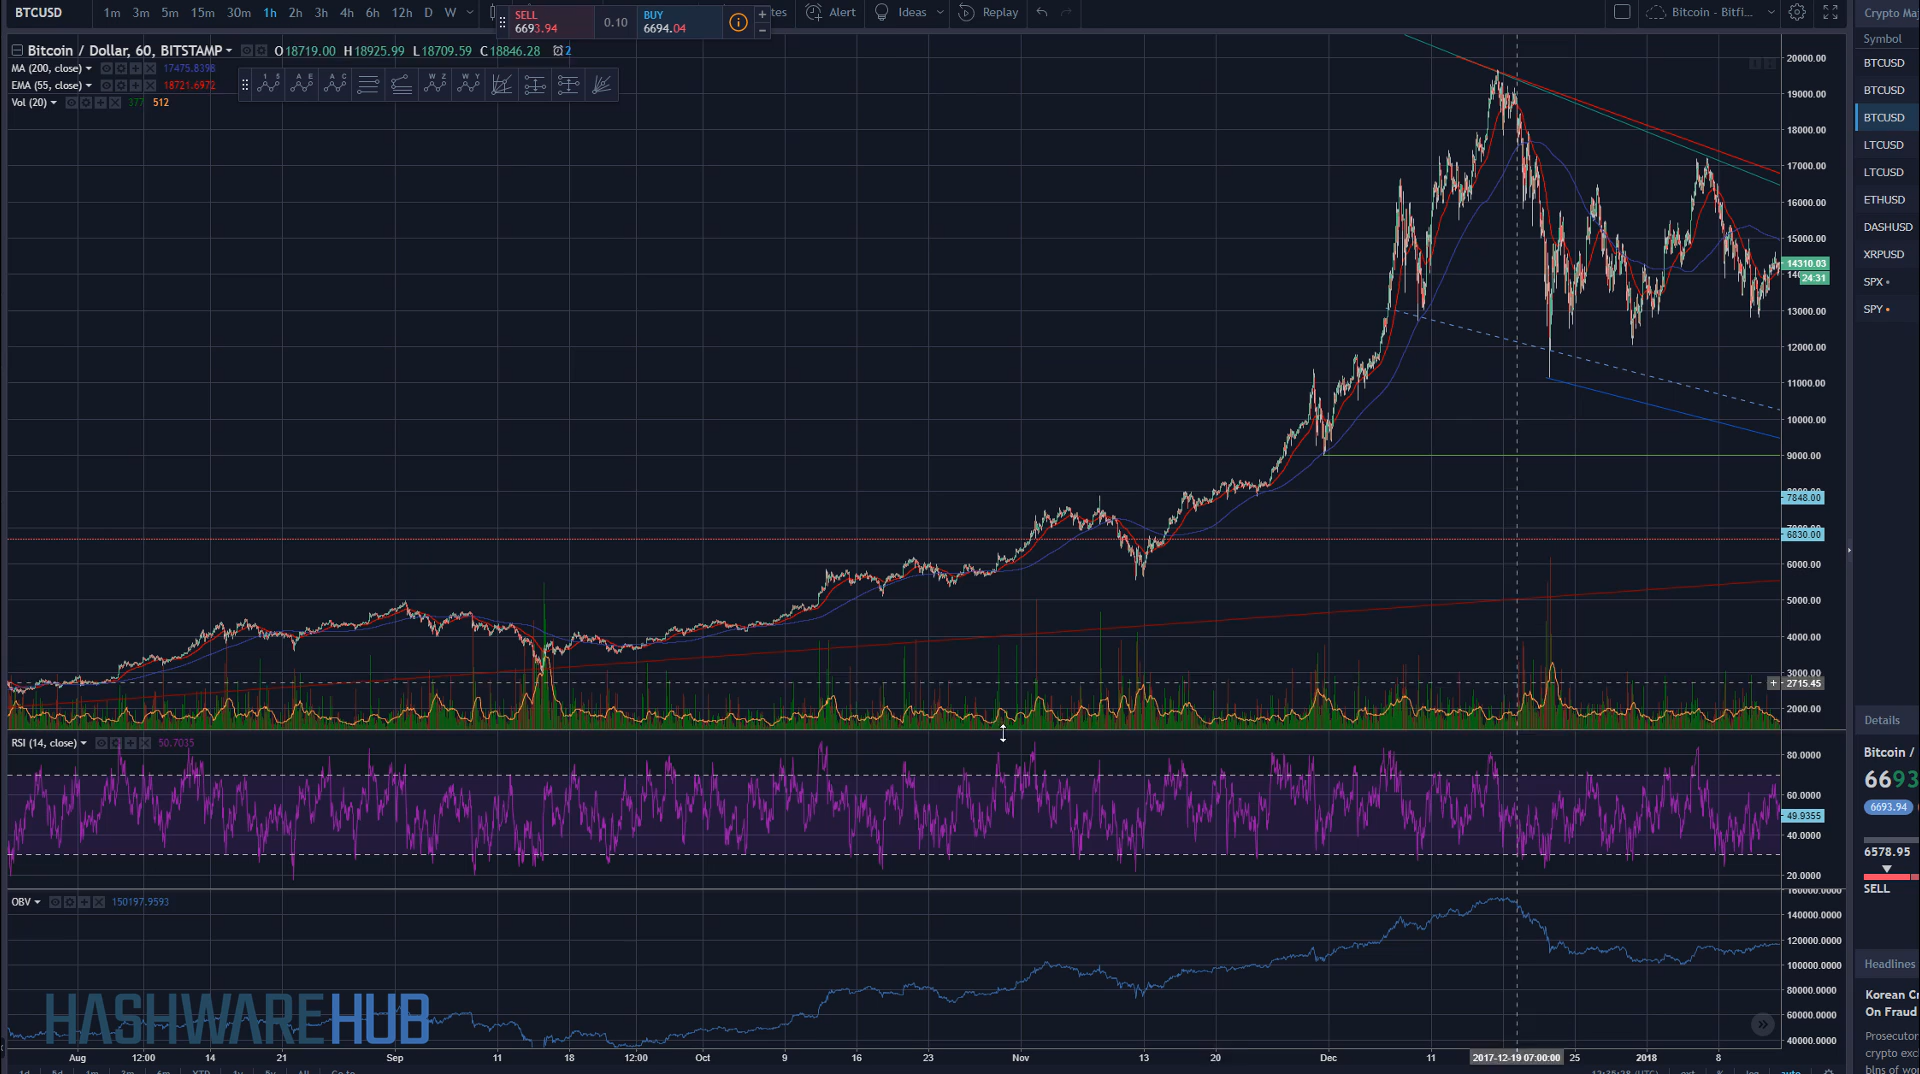 BTCUSD 1m 3m 5m 15m 30m 1h 2h 3h 4h 6h 12h D W
SELL
6693.94
0.10
BUY
6694.04
Alert Ideas Replay
Bitcoin - Bitfi...
Bitcoin / Dollar, 60, BITSTAMP O18719.00 H18925.99 L18709.59 C18846.28 2
MA (200, close) 17475.8398
EMA (55, close) 18721.6972
Vol (20) 377 512
20000.00
19000.00
18000.00
17000.00
16000.00
15000.00
14310.03
24:31
13000.00
12000.00
11000.00
10000.00
9000.00
7848.00
6830.00
6000.00
5000.00
4000.00
3000.00
2715.45
2000.00
RSI (14, close) 50.7035
80.0000
60.0000
49.9355
40.0000
20.0000
OBV 150197.9593
160000.0000
140000.0000
120000.0000
100000.0000
80000.0000
60000.0000
40000.0000
HASHWAREHUB
Aug 12:00 14 21 Sep 11 18 12:00 Oct 9 16 23 Nov 13 20 Dec 11 2017-12-19 07:00:00 25 2018 8
Crypto Ma
Symbol
BTCUSD
BTCUSD
BTCUSD
LTCUSD
LTCUSD
ETHUSD
DASHUSD
XRPUSD
SPX
SPY
Details
Bitcoin /
6693
6693.94
6578.95
SELL
Headlines
Korean Cr
On Fraud
Prosecutor
crypto exc
blns of wo